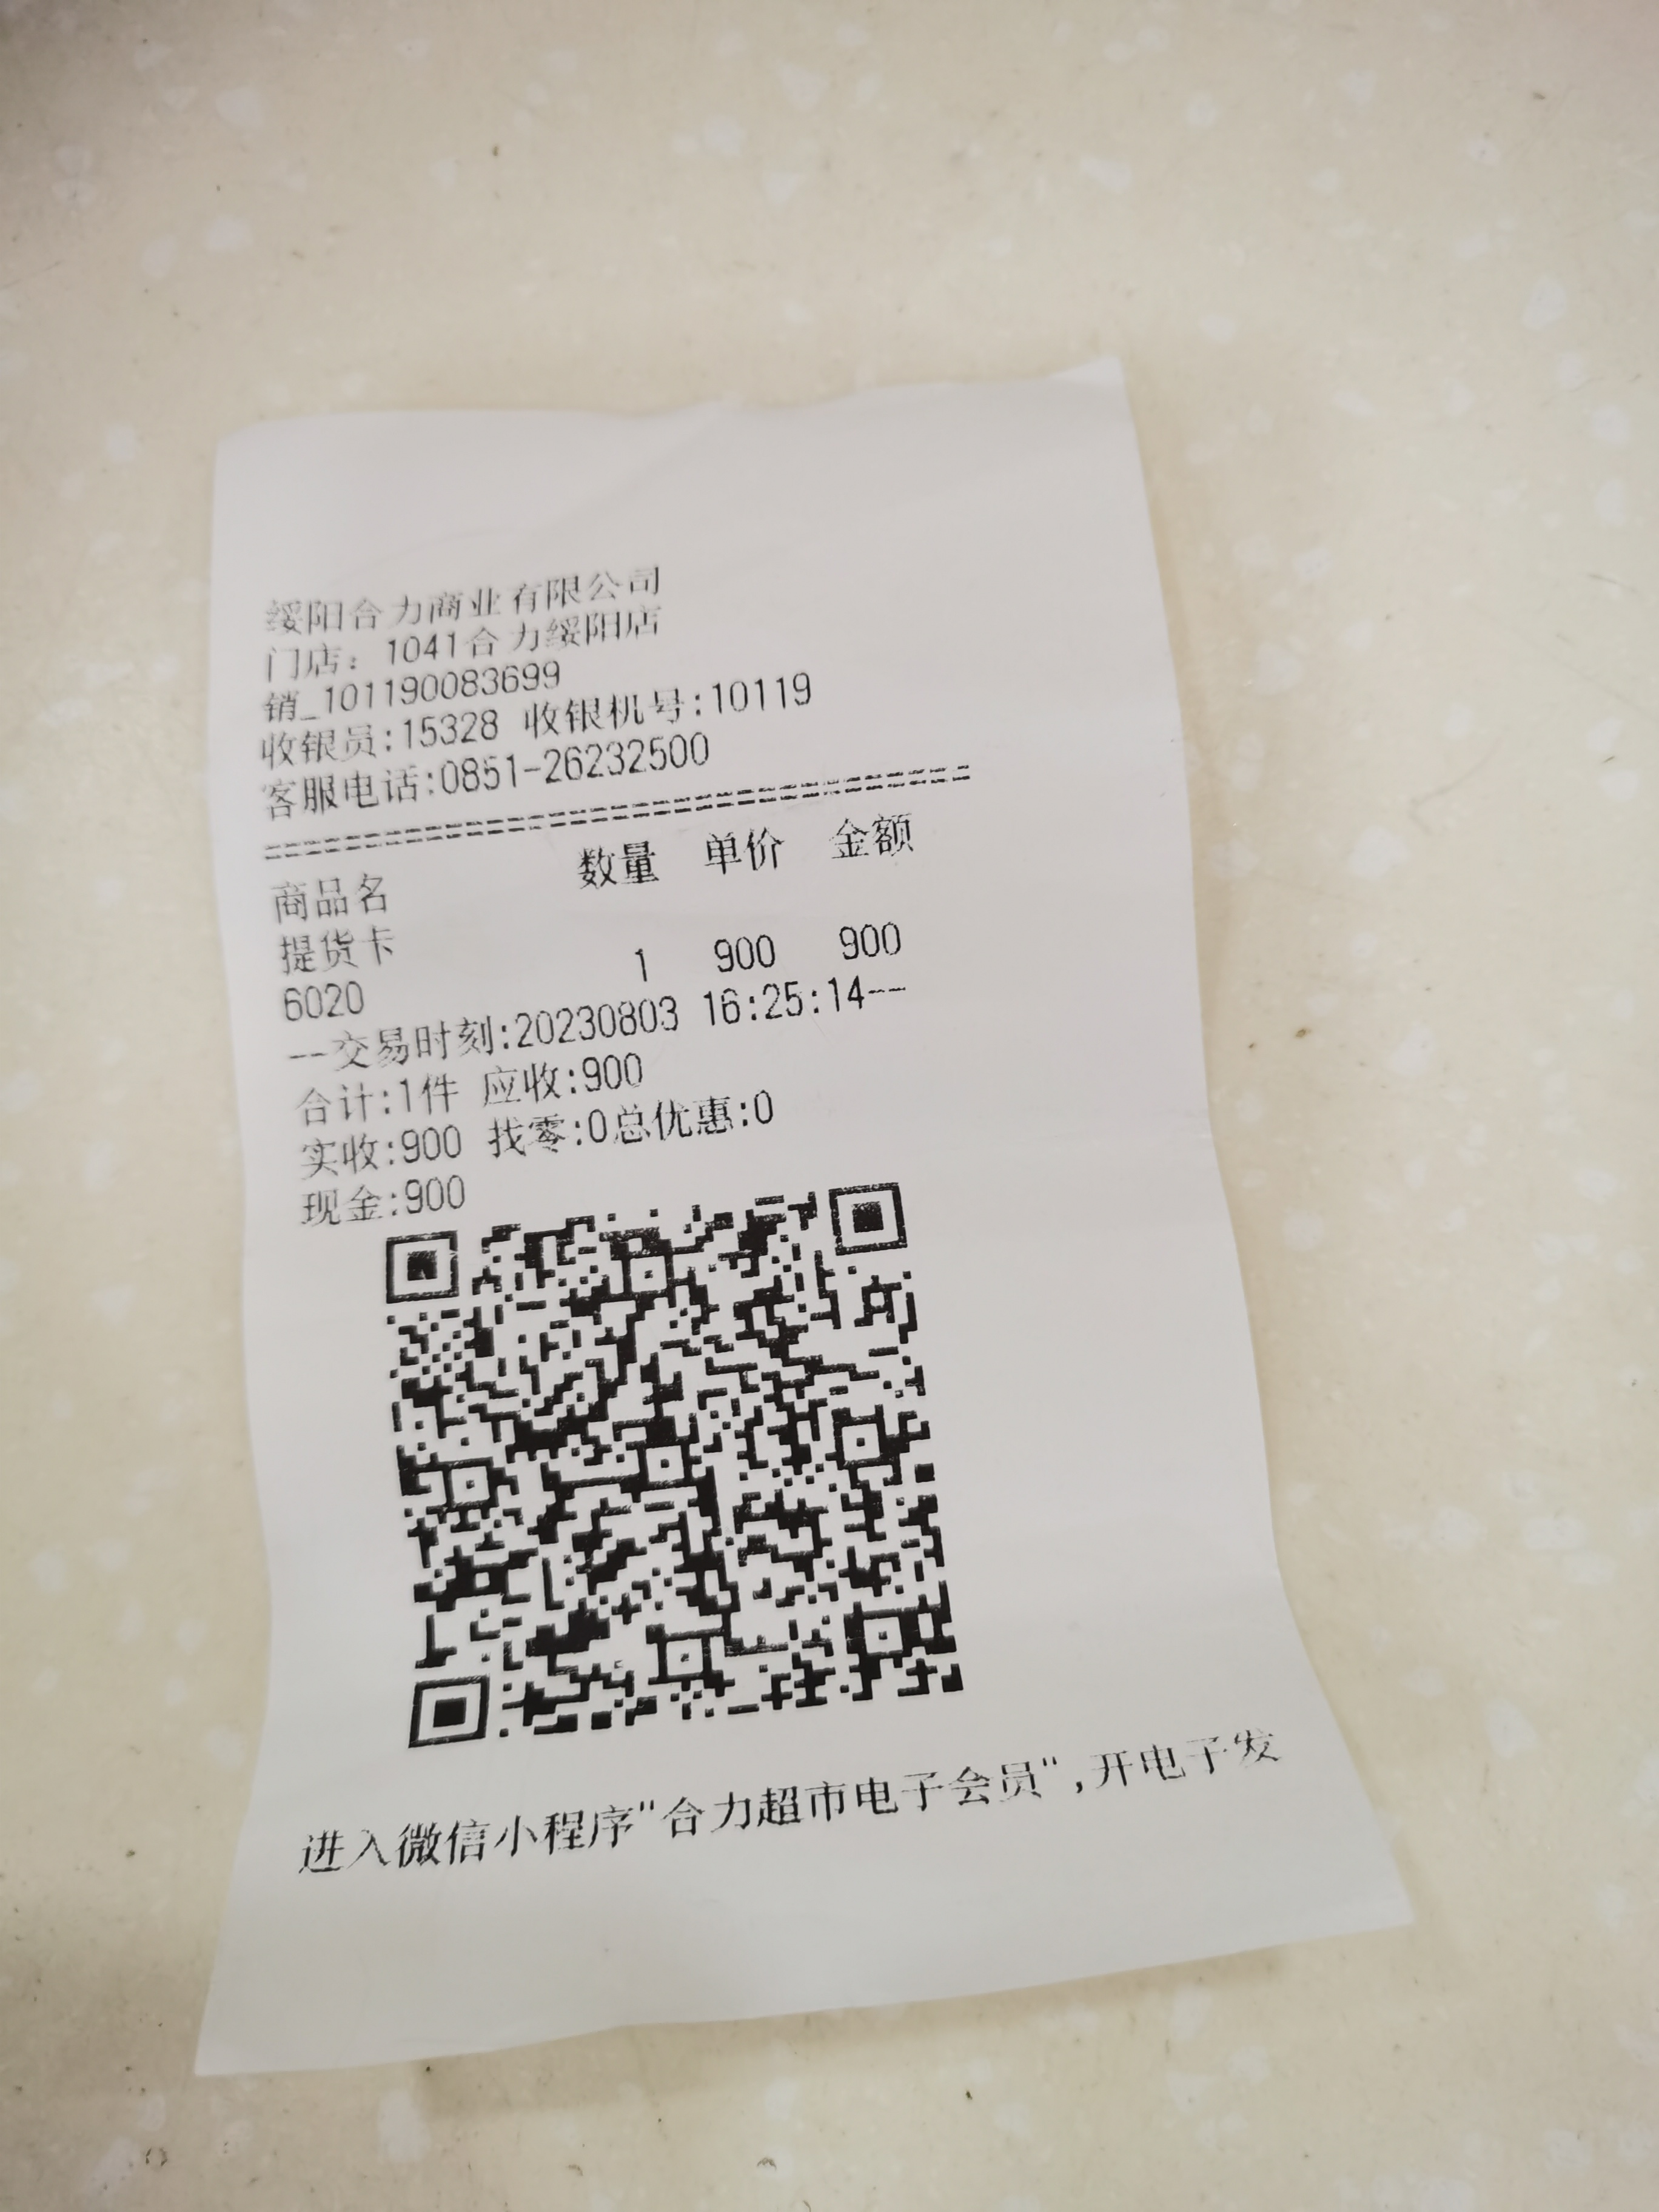 绥阳合力商业有限公司
门店：1041合力绥阳店
销_101190083699
收银员:15328 收银机号:10119
客服电话:0851-26232500
================================
商品名 数量 单价 金额
提货卡
6020 1 900 900
--交易时刻:20230803 16:25:14--
合计:1件 应收:900
实收:900 找零:0总优惠:0
现金:900
进入微信小程序"合力超市电子会员",开电子发